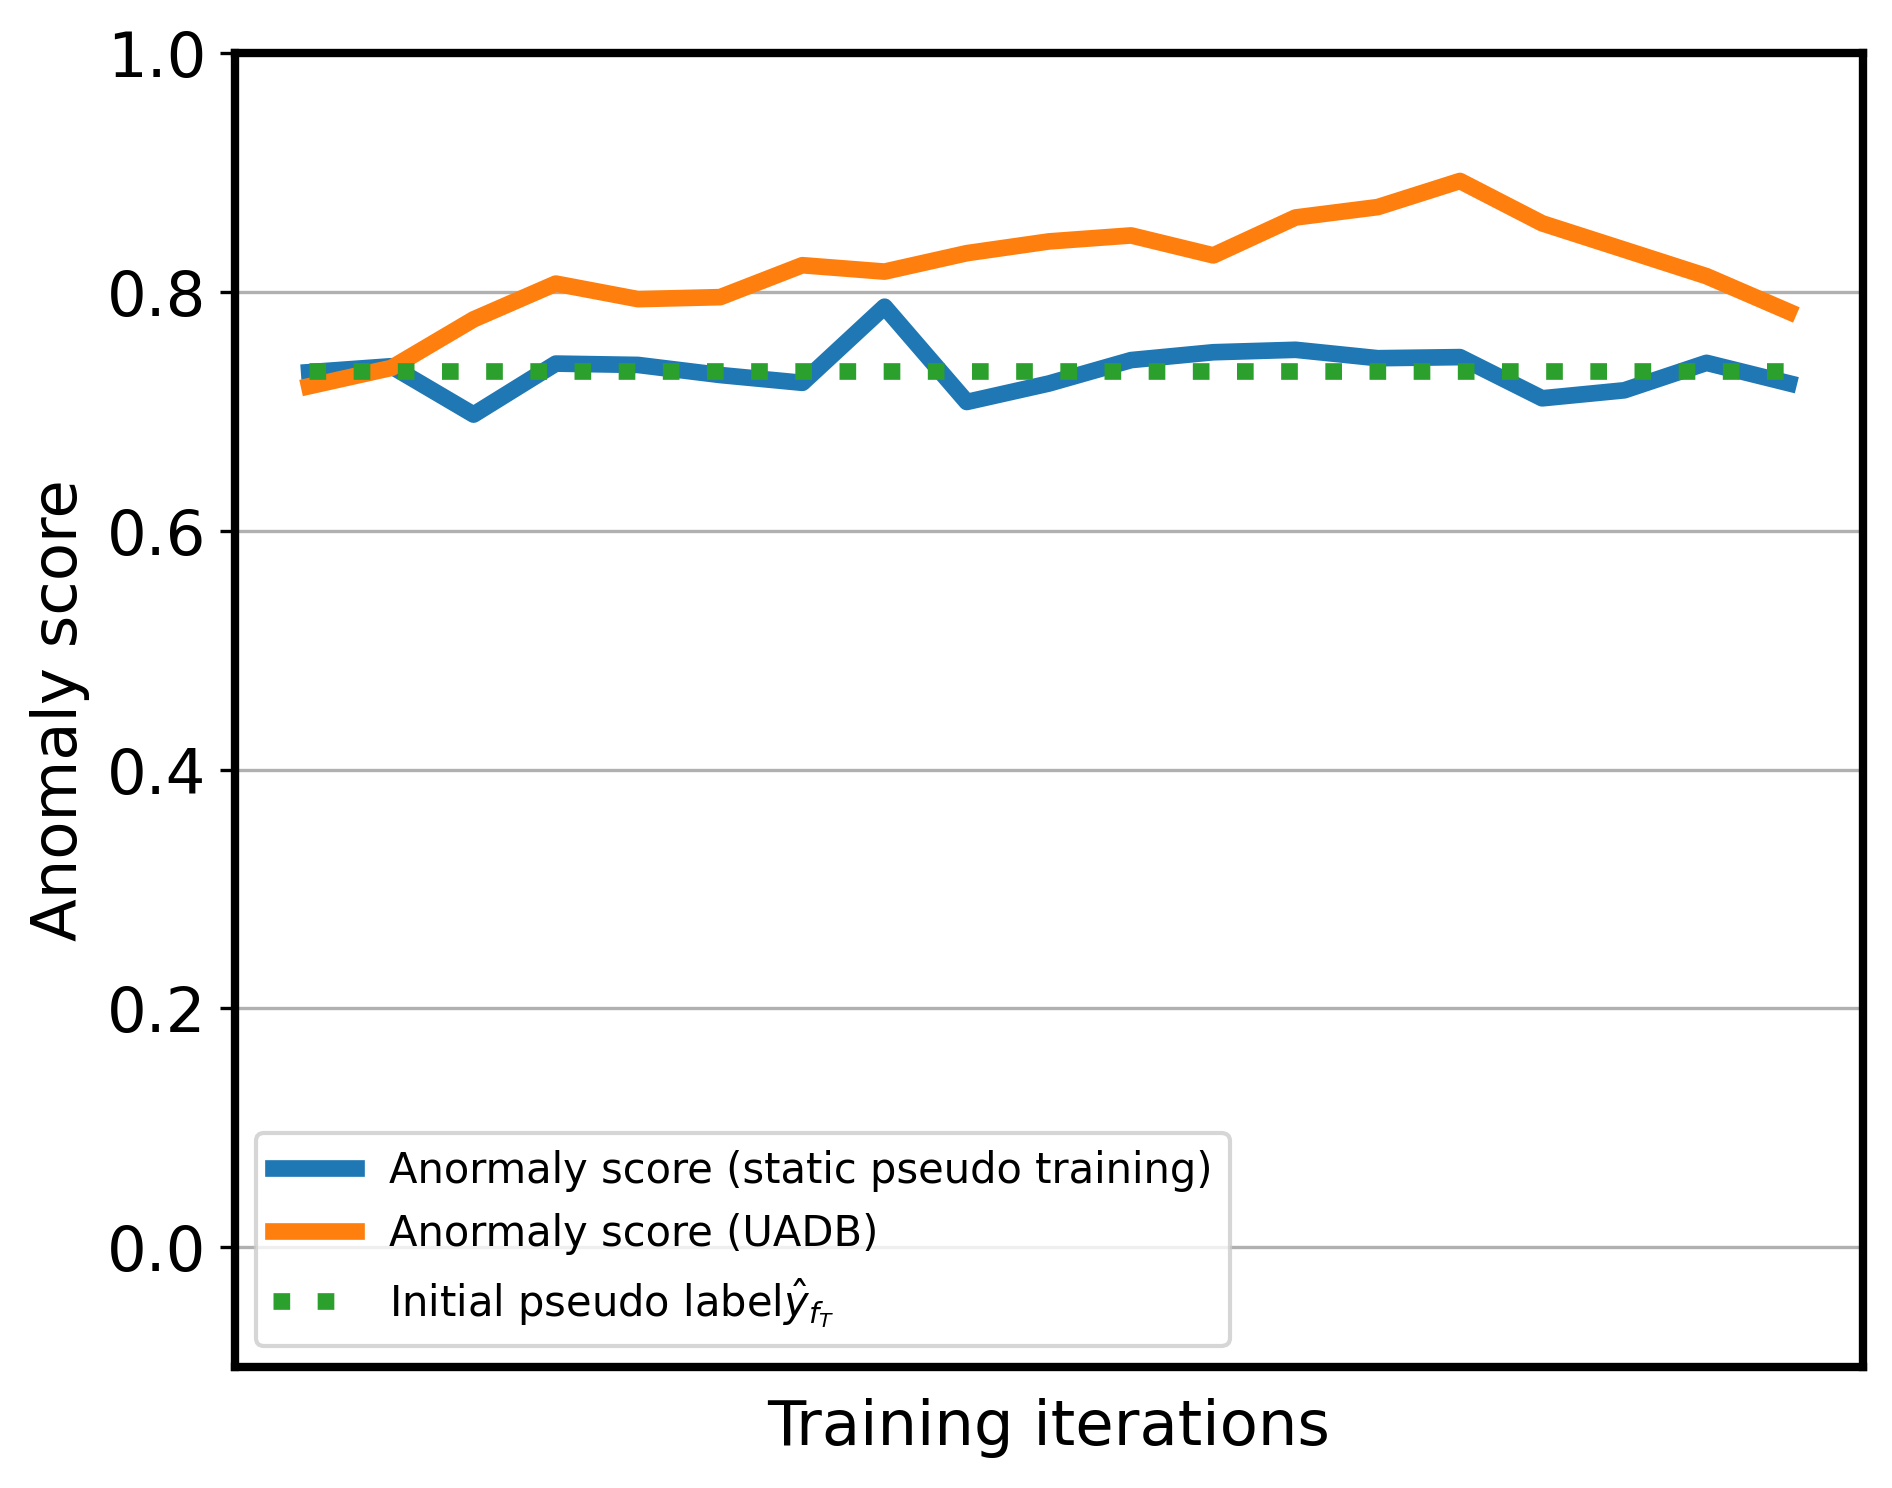 1.0
0.8
0.6
0.4
0.2
0.0
Anomaly score
Anormaly score (static pseudo training)
Anormaly score (UADB)
Initial pseudo labelŷ_{f_T}
Training iterations